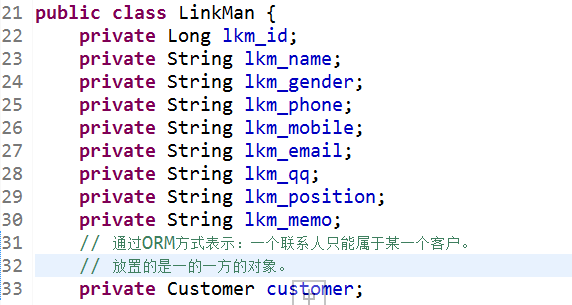 21 public class LinkMan {
22 private Long lkm_id;
23 private String lkm_name;
24 private String lkm_gender;
25 private String lkm_phone;
26 private String lkm_mobile;
27 private String lkm_email;
28 private String lkm_qq;
29 private String lkm_position;
30 private String lkm_memo;
31 // 通过ORM方式表示：一个联系人只能属于某一个客户。
32 // 放置的是一的一方的对象。
33 private Customer customer;
中